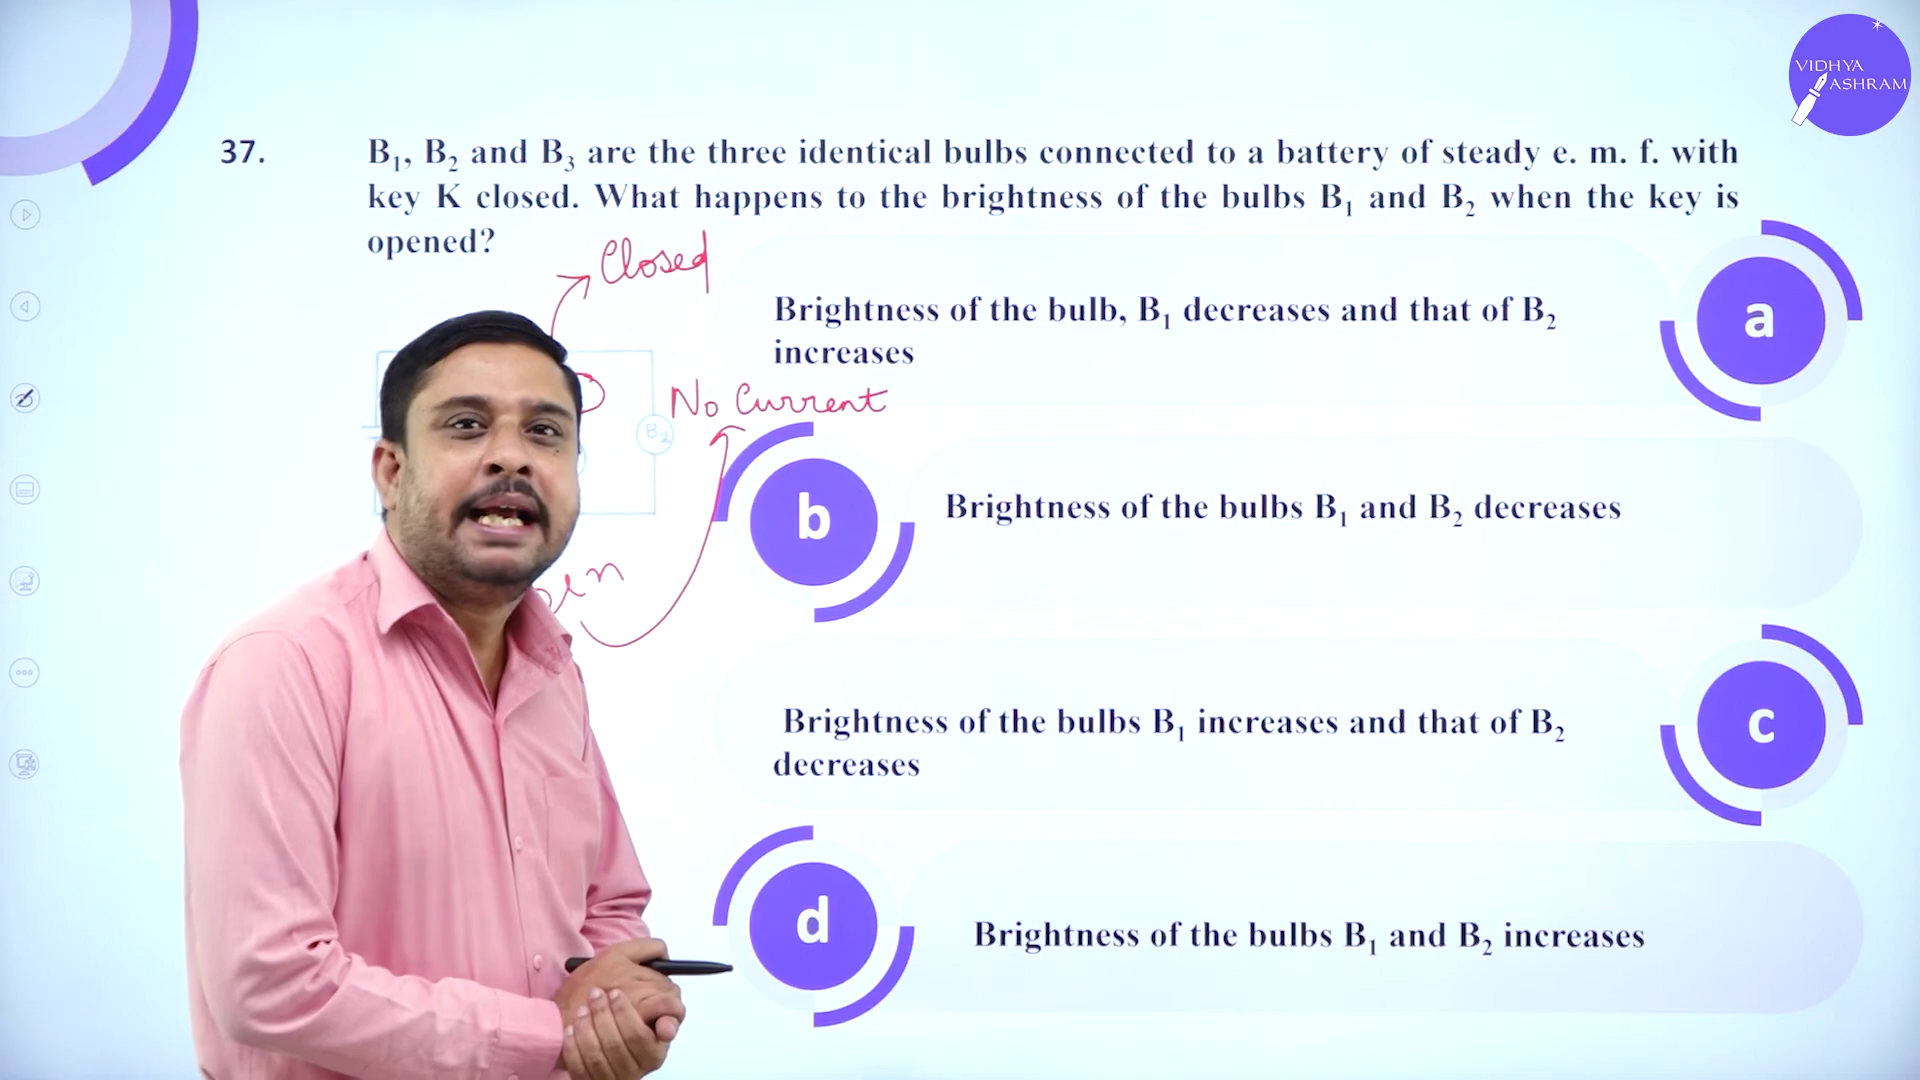 VIDHYA
ASHRAM
37. B₁, B₂ and B₃ are the three identical bulbs connected to a battery of steady e. m. f. with
key K closed. What happens to the brightness of the bulbs B₁ and B₂ when the key is
opened?
Closed
Brightness of the bulb, B₁ decreases and that of B₂
increases
a
No Current
B₂
b
Brightness of the bulbs B₁ and B₂ decreases
Brightness of the bulbs B₁ increases and that of B₂
decreases
c
d
Brightness of the bulbs B₁ and B₂ increases